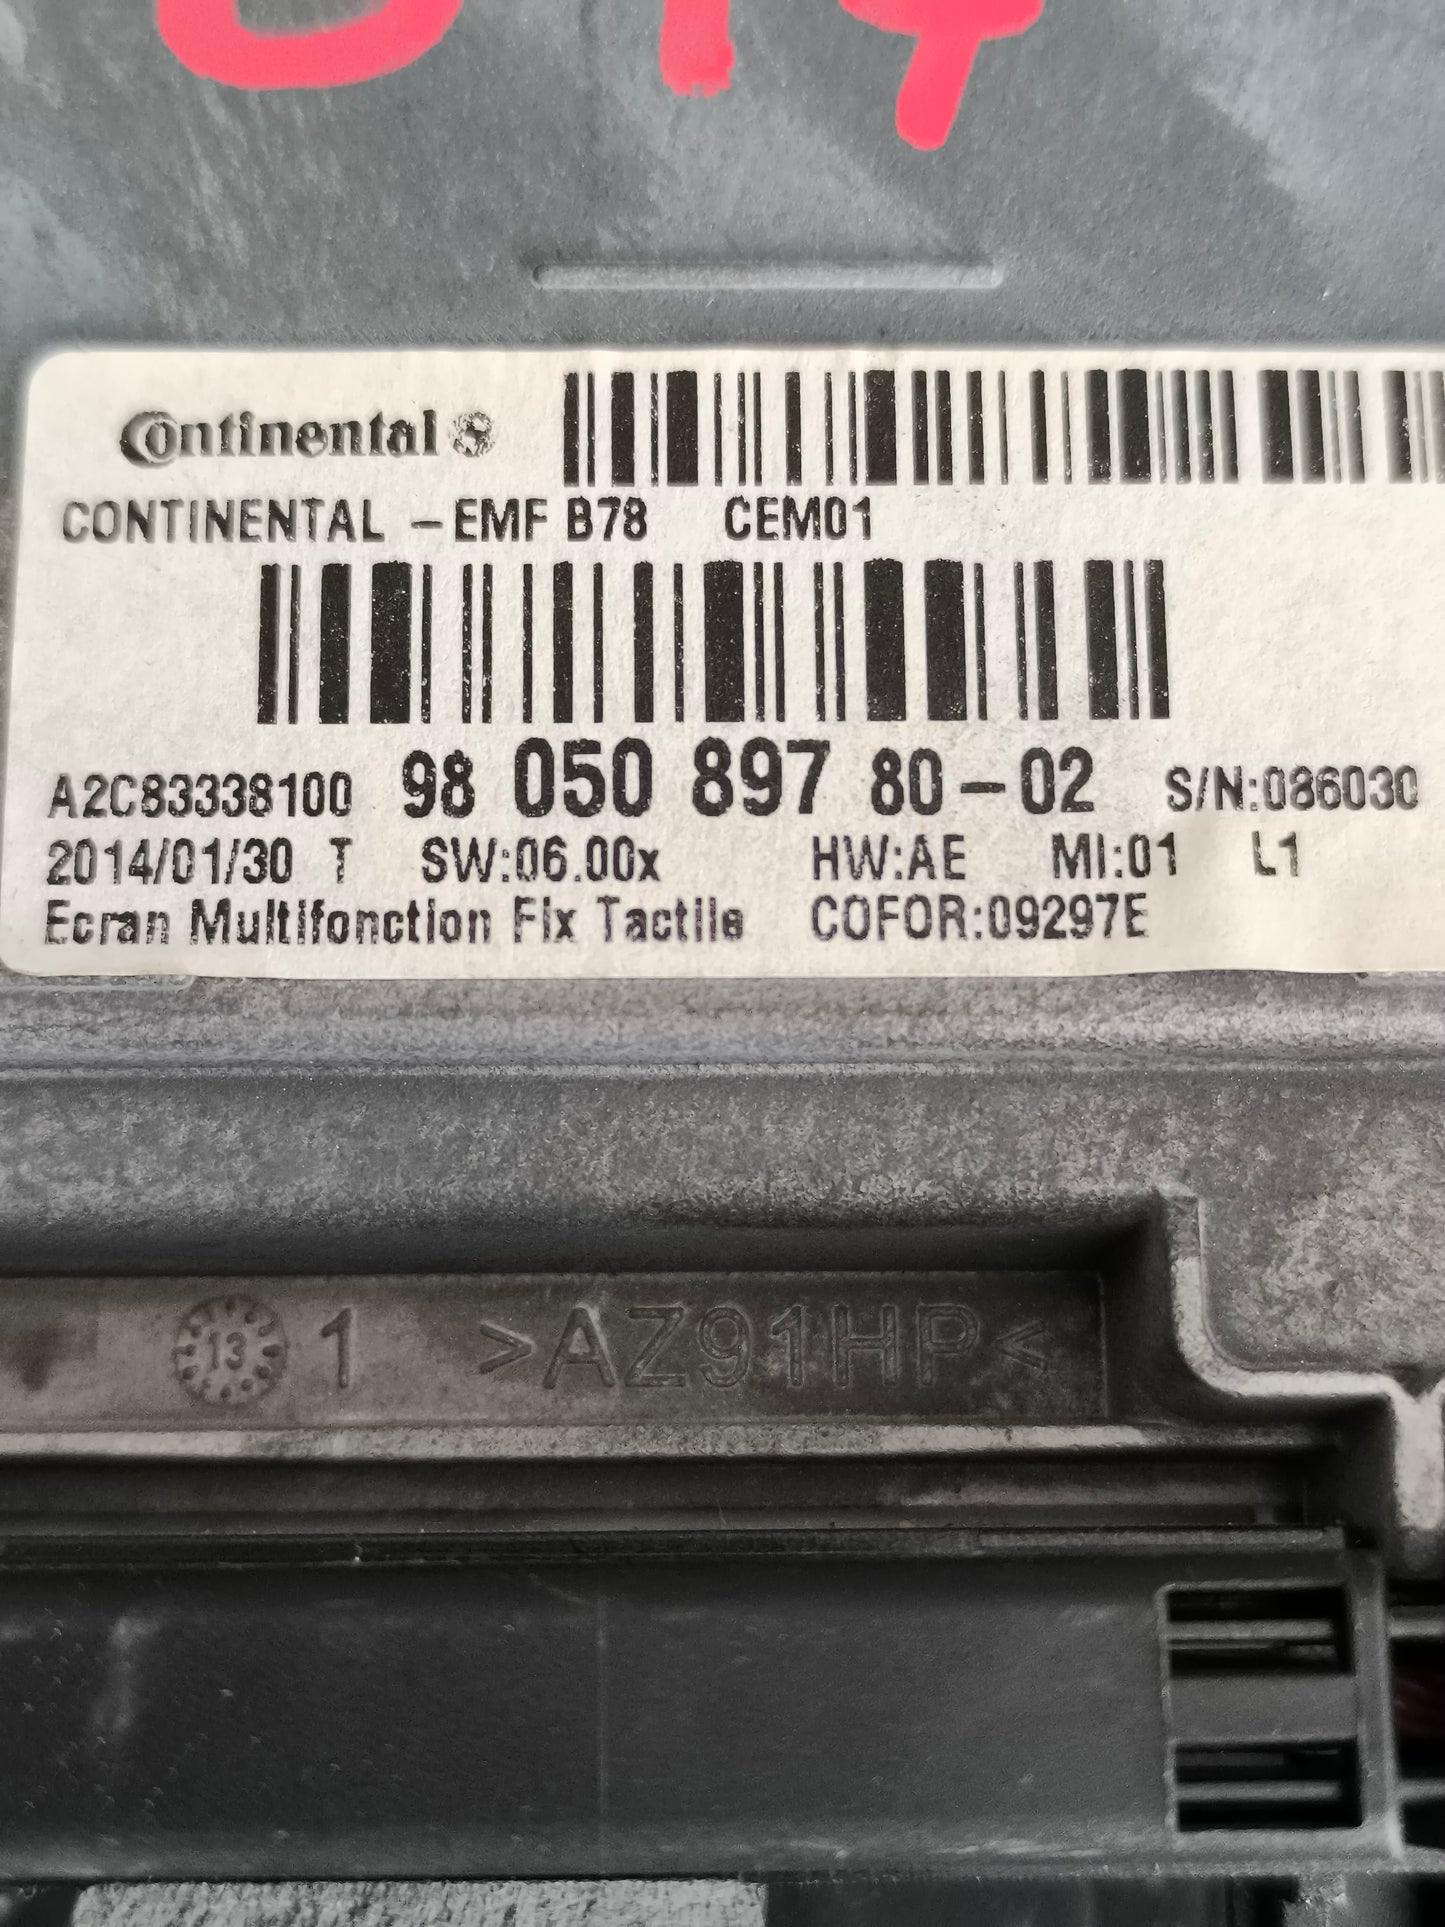 Continental
CONTINENTAL -EMF B78 CEM01
A2C83338100 98 050 897 80-02 S/N:086030
2014/01/30 T SW:06.00x HW:AE MI:01 L1
Ecran Multifonction Fix Tactile COFOR:09297E
13 1 >AZ91HP<